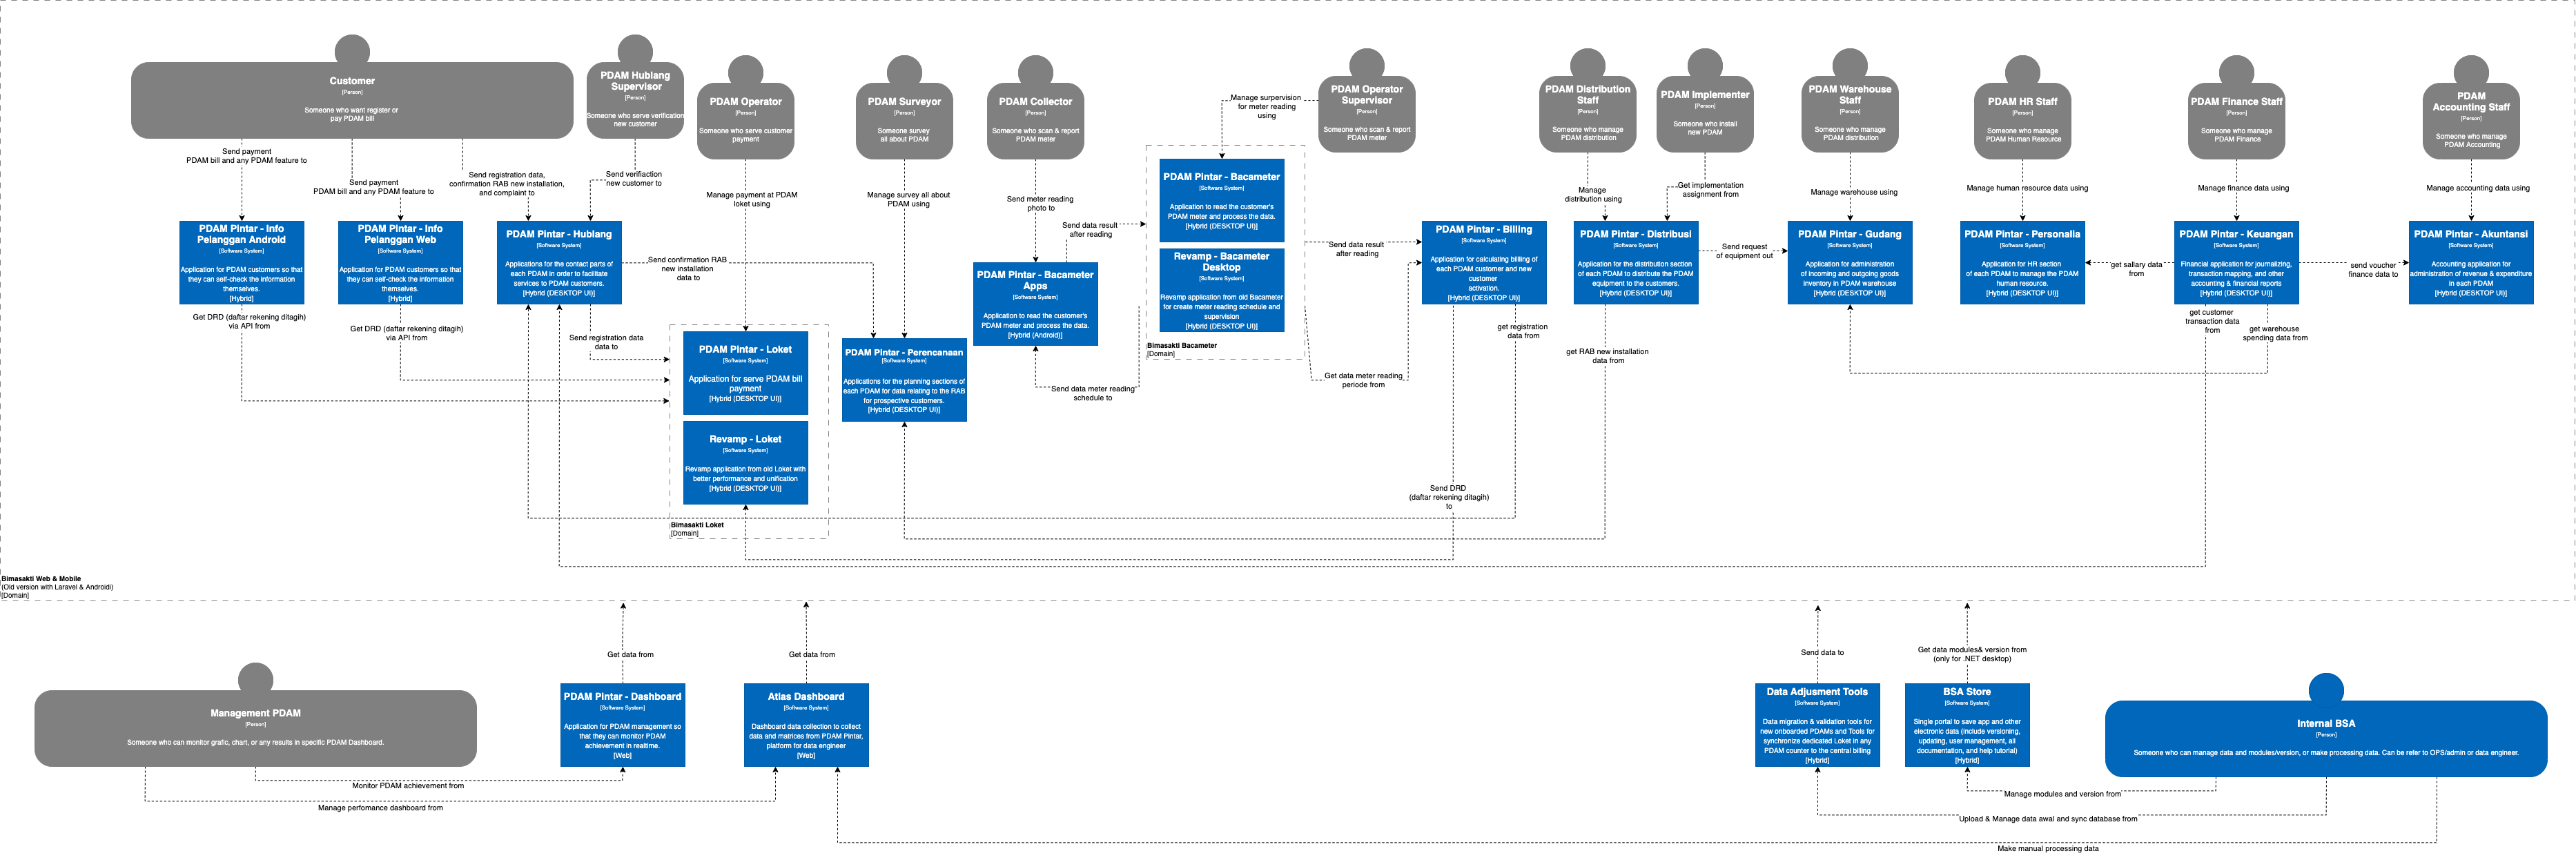 Customer
[Person]
Someone who want register or
pay PDAM bill
PDAM Hublang
Supervisor
[Person]
Someone who serve verification
new customer
PDAM Operator
[Person]
Someone who serve customer
payment
PDAM Surveyor
[Person]
Someone survey
all about PDAM
PDAM Collector
[Person]
Someone who scan & report
PDAM meter
Manage surpervision
for meter reading
using
PDAM Operator
Supervisor
[Person]
Someone who scan & report
PDAM meter
PDAM Distribution
Staff
[Person]
Someone who manage
PDAM distribution
PDAM Implementer
[Person]
Someone who install
new PDAM
PDAM Warehouse
Staff
[Person]
Someone who manage
PDAM distribution
PDAM HR Staff
[Person]
Someone who manage
PDAM Human Resource
PDAM Finance Staff
[Person]
Someone who manage
PDAM Finance
PDAM
Accounting Staff
[Person]
Someone who manage
PDAM Accounting
Send payment
PDAM bill and any PDAM feature to
Send payment
PDAM bill and any PDAM feature to
Send registration data,
confirmation RAB new installation,
and complaint to
Send verifiaction
new customer to
Manage payment at PDAM
loket using
Manage survey all about
PDAM using
Send meter reading
photo to
Send data result
after reading
Manage
distribution using
Get implementation
assignment from
Manage warehouse using
Manage human resource data using
Manage finance data using
Manage accounting data using
PDAM Pintar - Info
Pelanggan Android
[Software System]
Application for PDAM customers so that
they can self-check the information
themselves.
[Hybrid]
PDAM Pintar - Info
Pelanggan Web
[Software System]
Application for PDAM customers so that
they can self-check the information
themselves.
[Hybrid]
PDAM Pintar - Hublang
[Software System]
Applications for the contact parts of
each PDAM in order to facilitate
services to PDAM customers.
[Hybrid (DESKTOP UI)]
Send confirmation RAB
new installation
data to
PDAM Pintar - Bacameter
Apps
[Software System]
Application to read the customer's
PDAM meter and process the data.
[Hybrid (Android)]
PDAM Pintar - Bacameter
[Software System]
Application to read the customer's
PDAM meter and process the data.
[Hybrid (DESKTOP UI)]
Revamp - Bacameter
Desktop
[Software System]
Revamp application from old Bacameter
for create meter reading schedule and
supervision
[Hybrid (DESKTOP UI)]
Bimasakti Bacameter
[Domain]
Send data result
after reading
Get data meter reading
periode from
Send data meter reading
schedule to
PDAM Pintar - Billing
[Software System]
Application for calculating billing of
each PDAM customer and new
customer
activation.
[Hybrid (DESKTOP UI)]
PDAM Pintar - Distribusi
[Software System]
Application for the distribution section
of each PDAM to distribute the PDAM
equipment to the customers.
[Hybrid (DESKTOP UI)]
Send request
of equipment out
PDAM Pintar - Gudang
[Software System]
Application for administration
of incoming and outgoing goods
inventory in PDAM warehouse
[Hybrid (DESKTOP UI)]
PDAM Pintar - Personalia
[Software System]
Application for HR section
of each PDAM to manage the PDAM
human resource.
[Hybrid (DESKTOP UI)]
get sallary data
from
PDAM Pintar - Keuangan
[Software System]
Financial application for journalizing,
transaction mapping, and other
accounting & financial reports
[Hybrid (DESKTOP UI)]
send voucher
finance data to
PDAM Pintar - Akuntansi
[Software System]
Accounting application for
administration of revenue & expenditure
in each PDAM
[Hybrid (DESKTOP UI)]
Get DRD (daftar rekening ditagih)
via API from
Get DRD (daftar rekening ditagih)
via API from
Send registration data
data to
PDAM Pintar - Loket
[Software System]
Application for serve PDAM bill
payment
[Hybrid (DESKTOP UI)]
Revamp - Loket
[Software System]
Revamp application from old Loket with
better performance and unification
[Hybrid (DESKTOP UI)]
Bimasakti Loket
[Domain]
PDAM Pintar - Perencanaan
[Software System]
Applications for the planning sections of
each PDAM for data relating to the RAB
for prospective customers.
[Hybrid (DESKTOP UI)]
get registration
data from
get RAB new installation
data from
get customer
transaction data
from
get warehouse
spending data from
Send DRD
(daftar rekening ditagih)
to
Bimasakti Web & Mobile
(Old version with Laravel & Androidi)
[Domain]
Get data from
Get data from
Send data to
Get data modules& version from
(only for .NET desktop)
Management PDAM
[Person]
Someone who can monitor grafic, chart, or any results in specific PDAM Dashboard.
PDAM Pintar - Dashboard
[Software System]
Application for PDAM management so
that they can monitor PDAM
achievement in realtime.
[Web]
Atlas Dashboard
[Software System]
Dashboard data collection to collect
data and matrices from PDAM Pintar,
platform for data engineer
[Web]
Data Adjusment Tools
[Software System]
Data migration & validation tools for
new onboarded PDAMs and Tools for
synchronize dedicated Loket in any
PDAM counter to the central billing
[Hybrid]
BSA Store
[Software System]
Single portal to save app and other
electronic data (include versioning,
updating, user management, all
documentation, and help tutorial)
[Hybrid]
Internal BSA
[Person]
Someone who can manage data and modules/version, or make processing data. Can be refer to OPS/admin or data engineer.
Monitor PDAM achievement from
Manage perfomance dashboard from
Manage modules and version from
Upload & Manage data awal and sync database from
Make manual processing data